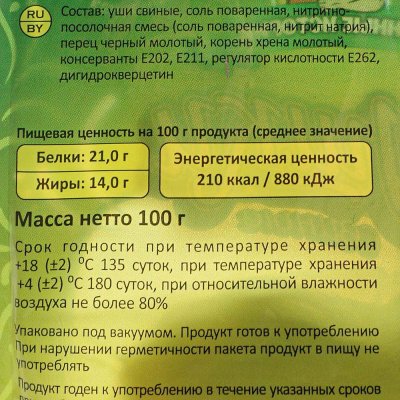 RU
BY
Состав: уши свиные, соль поваренная, нитритно-
посолочная смесь (соль поваренная, нитрит натрия),
перец черный молотый, корень хрена молотый,
консерванты Е202, Е211, регулятор кислотности Е262,
дигидрокверцетин
Пищевая ценность на 100 г продукта (среднее значение)
Белки: 21,0 г
Жиры: 14,0 г
Энергетическая ценность
210 ккал / 880 кДж
Масса нетто 100 г
Срок годности при температуре хранения
+18 (±2) ⁰С 135 суток, при температуре хранения
+4 (±2) ⁰С 180 суток, при относительной влажности
воздуха не более 80%
Упаковано под вакуумом. Продукт готов к употреблению
При нарушении герметичности пакета продукт в пищу не
употреблять
Продукт годен к употреблению в течение указанных сроков